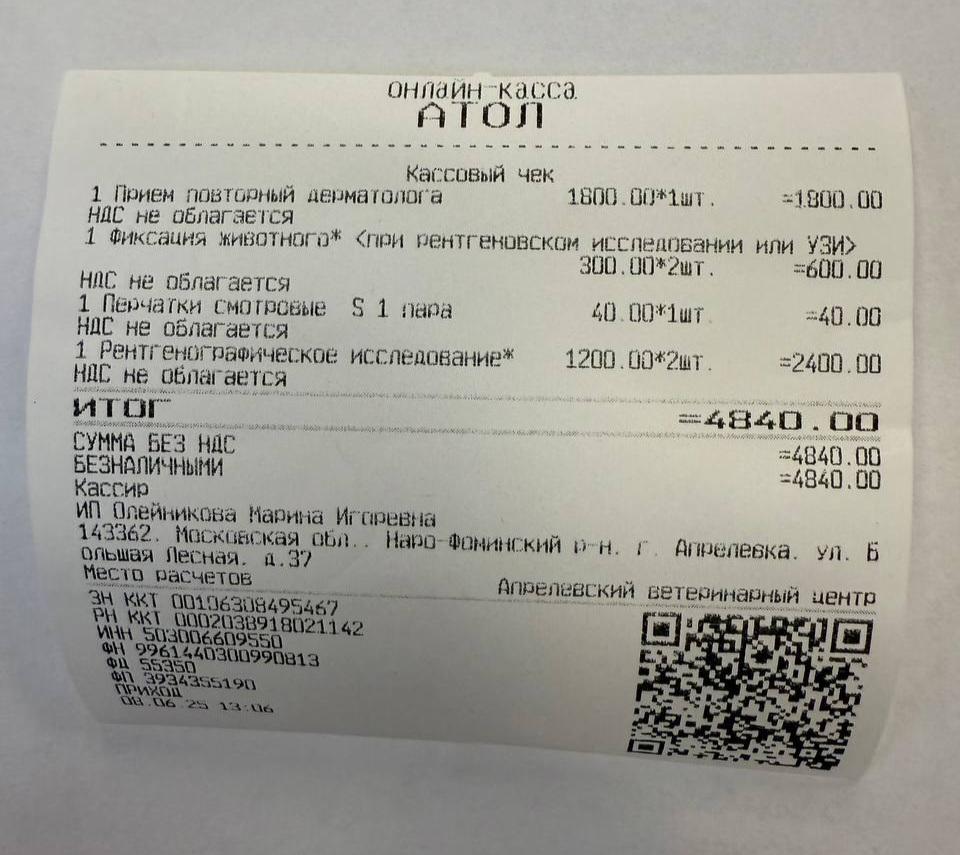 онлайн-касса
АТОЛ
Кассовый чек
1 Прием повторный дерматолога 1800.00*1шт. =1800.00
НДС не облагается
1 Фиксация животного* <при рентгеновском исследовании или УЗИ>
300.00*2шт. =600.00
НДС не облагается
1 Перчатки смотровые S 1 пара 40.00*1шт. =40.00
НДС не облагается
1 Рентгенографическое исследование* 1200.00*2шт. =2400.00
НДС не облагается
ИТОГ =4840.00
СУММА БЕЗ НДС =4840.00
БЕЗНАЛИЧНЫМИ =4840.00
Кассир
ИП Олейникова Марина Игоревна
143362. Московская обл.. Наро-Фоминский р-н. г. Апрелевка. ул. Б
ольшая Лесная. д.37
Место расчетов Апрелевский ветеринарный центр
ЗН ККТ 00106308495467
РН ККТ 0002038918021142
ИНН 503006609550
ФН 9961440300990813
ФД 55350
ФП 3934355190
ПРИХОД
08.06.25 13:06